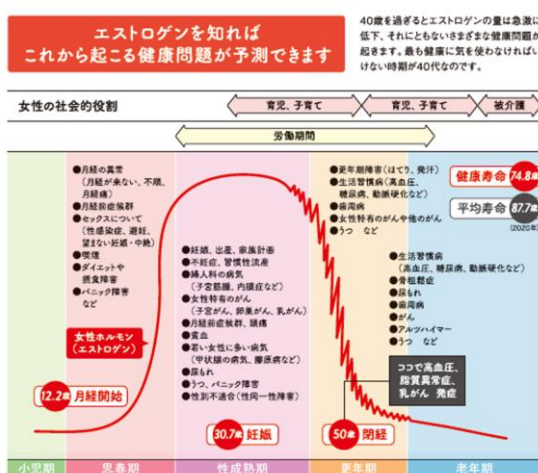 エストロゲンを知れば
これから起こる健康問題が予測できます
40歳を過ぎるとエストロゲンの量は急激に
低下、それにともないさまざまな健康問題が
起きます。最も健康に気を使わなければい
けない時期が40代なのです。
女性の社会的役割
育児、子育て
育児、子育て
被介護
労働期間
●月経の異常
(月経が来ない、不順、
月経痛)
●月経前症候群
●セックスについて
(性感染症、避妊、
望まない妊娠・中絶)
●喫煙
●ダイエットや
摂食障害
●パニック障害
など
女性ホルモン
(エストロゲン)
12.2歳 月経開始
●妊娠、出産、家族計画
●不妊症、習慣性流産
●婦人科の病気
(子宮筋腫、内膜症など)
●女性特有のがん
(子宮がん、卵巣がん、乳がん)
●月経前症候群、頭痛
●貧血
●若い女性に多い病気
(甲状腺の病気、膠原病など)
●尿もれ
●うつ、パニック障害
●性別不適合(性同一性障害)
30.7歳 妊娠
●更年期障害(ほてり、発汗)
●生活習慣病(高血圧、
糖尿病、動脈硬化など)
●歯周病
●女性特有のがんや他のがん
●うつ など
健康寿命 74.8歳
平均寿命 87.7歳
(2020年)
●生活習慣病
(高血圧、糖尿病、動脈硬化など)
●骨粗鬆症
●尿もれ
●歯周病
●がん
●アルツハイマー
●うつ など
ココで高血圧、
脂質異常症、
乳がん 発症
50歳 閉経
小児期
思春期
性成熟期
更年期
老年期